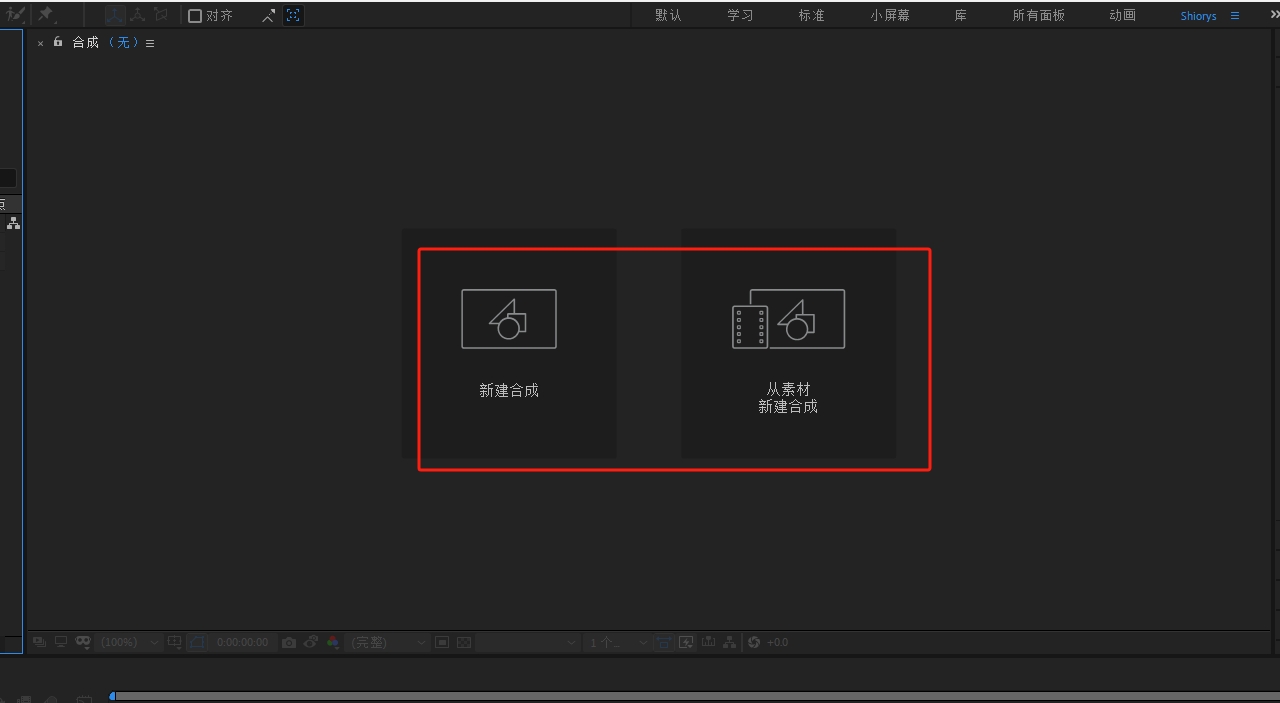 对齐
默认 学习 标准 小屏幕 库 所有面板 动画 Shiorys
合成 （无）
点
新建合成
从素材
新建合成
(100%) 0:00:00:00 (完整) 1 个... +0.0